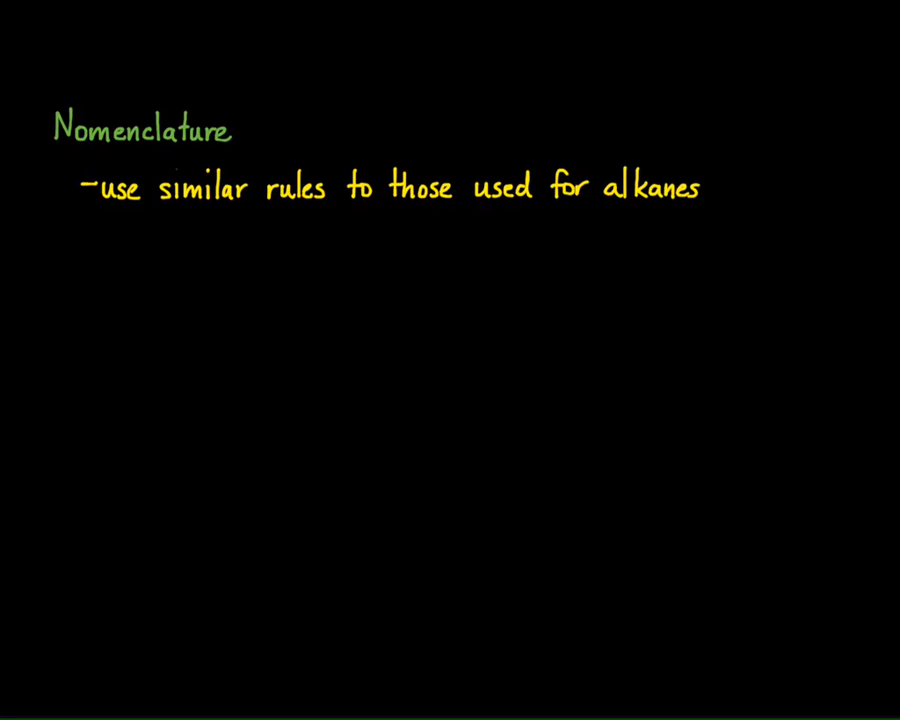 Nomenclature
-use similar rules to those used for alkanes